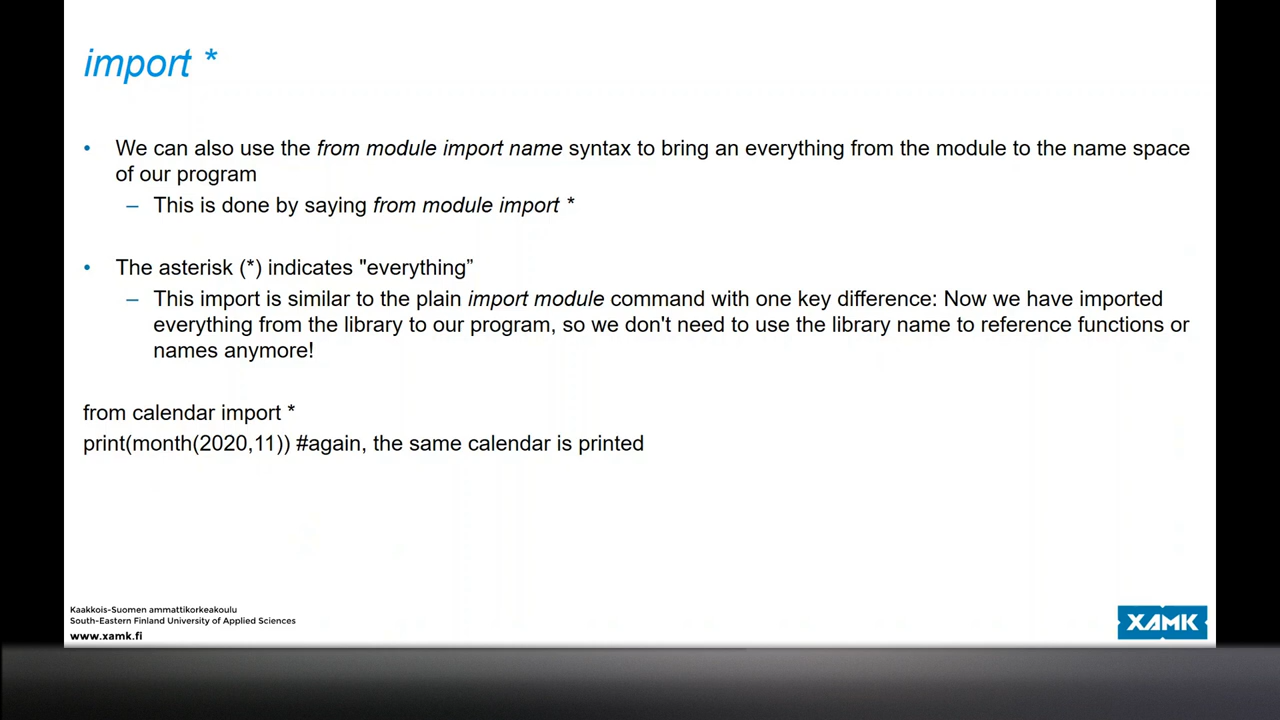 import *
• We can also use the from module import name syntax to bring an everything from the module to the name space
of our program
– This is done by saying from module import *
• The asterisk (*) indicates "everything”
– This import is similar to the plain import module command with one key difference: Now we have imported
everything from the library to our program, so we don't need to use the library name to reference functions or
names anymore!
from calendar import *
print(month(2020,11)) #again, the same calendar is printed
Kaakkois-Suomen ammattikorkeakoulu
South-Eastern Finland University of Applied Sciences
www.xamk.fi
XAMK